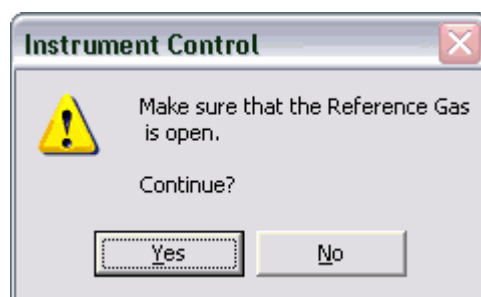 Instrument Control
Make sure that the Reference Gas
is open.
Continue?
Yes
No